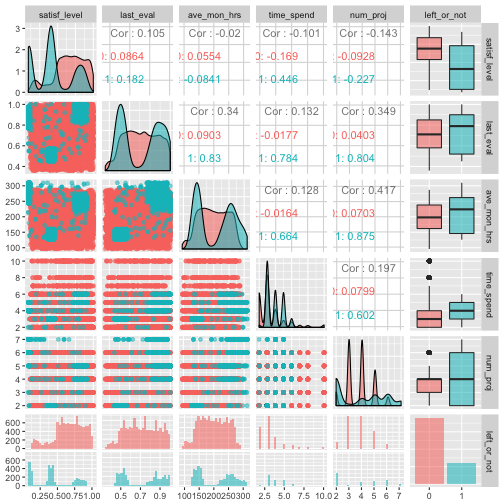 satisf_level last_eval ave_mon_hrs time_spend num_proj left_or_not
3 Cor : 0.105 Cor : -0.02 Cor : -0.101 Cor : -0.143 satisf_level
2 0: 0.0864 0: 0.0554 0: -0.169 -0.0928
1 1: 0.182 -0.0841 1: 0.446 1: -0.227
0
1.0 Cor : 0.34 Cor : 0.132 Cor : 0.349 last_eval
0.8 0.0903 -0.0177 0.0403
0.6 1: 0.83 1: 0.784 1: 0.804
0.4
300 Cor : 0.128 Cor : 0.417 ave_mon_hrs
250 -0.0164 0.0703
200 1: 0.664 1: 0.875
150
100
10 Cor : 0.197 time_spend
8 0.0799
6 1: 0.602
4
2
7 num_proj
6
5
4
3
2
600 left_or_not
400
200
0
600
400
200
0
0.25 0.50 0.75 1.00 0.5 0.7 0.9 100 150 200 250 300 2.5 5.0 7.5 10.0 2 3 4 5 6 7 0 1